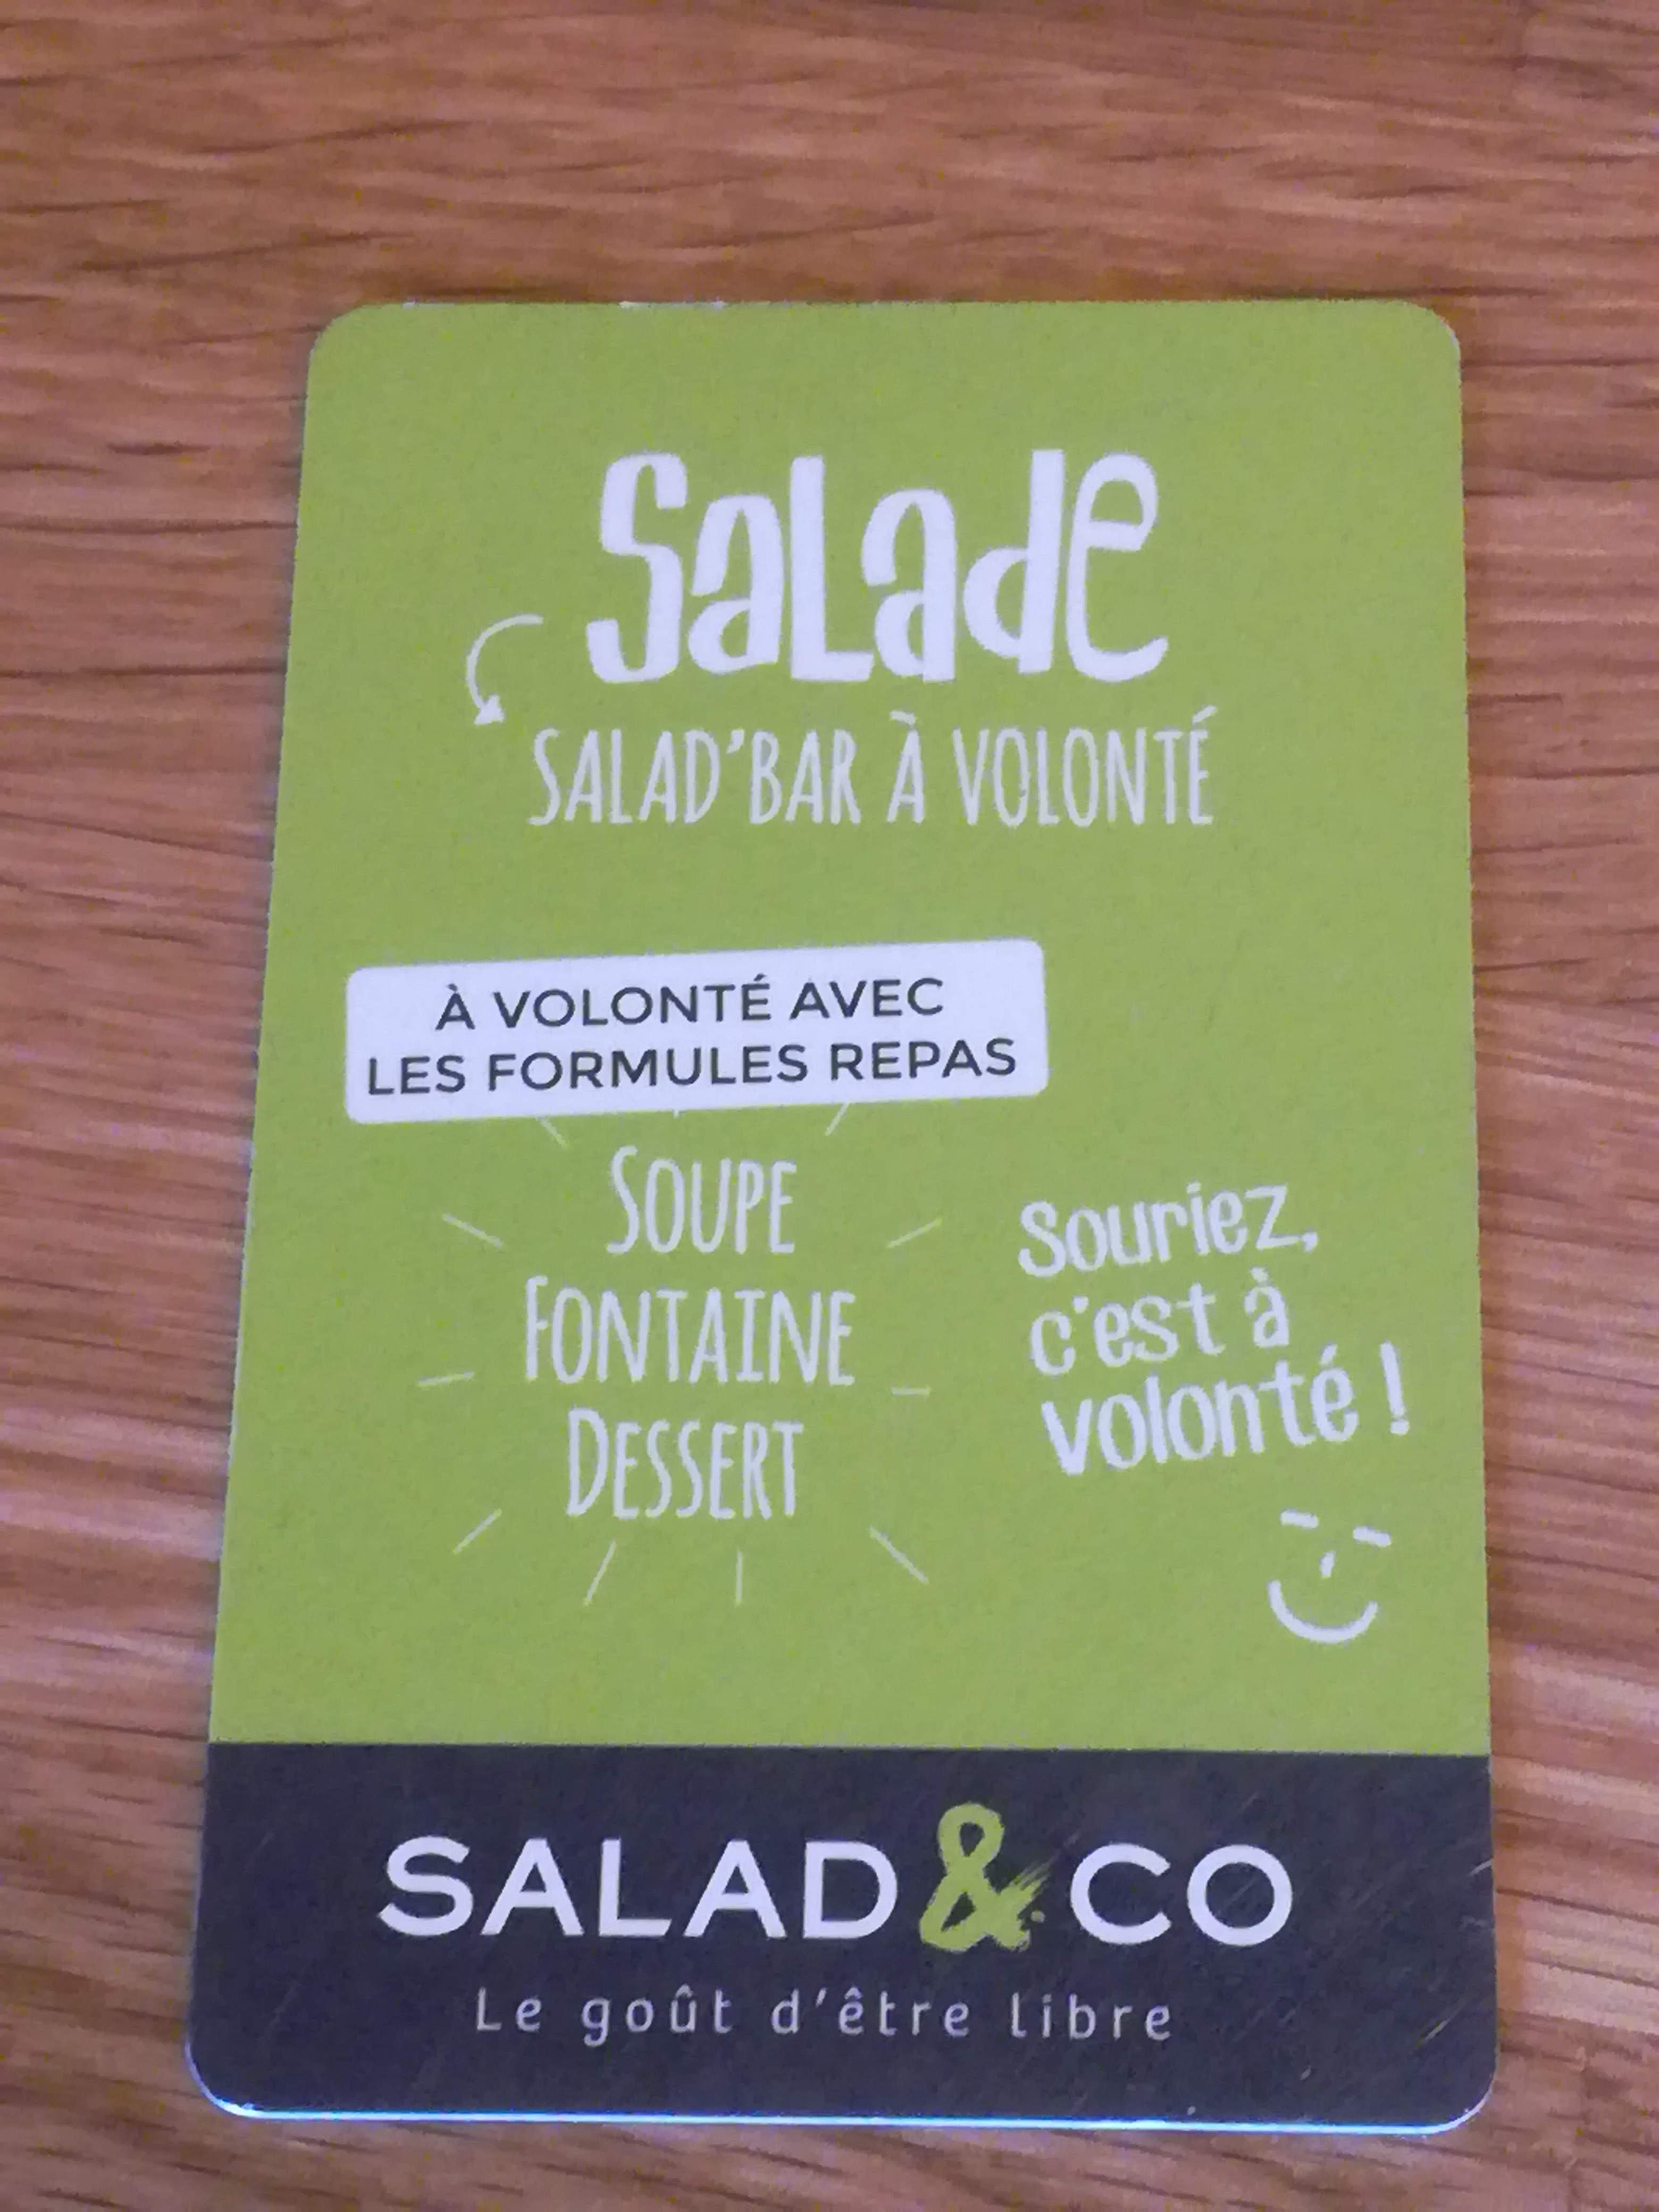 Salade
SALAD'BAR À VOLONTÉ
À VOLONTÉ AVEC
LES FORMULES REPAS
SOUPE
FONTAINE
DESSERT
Souriez,
c'est à
volonté !
SALAD&CO
Le goût d'être libre